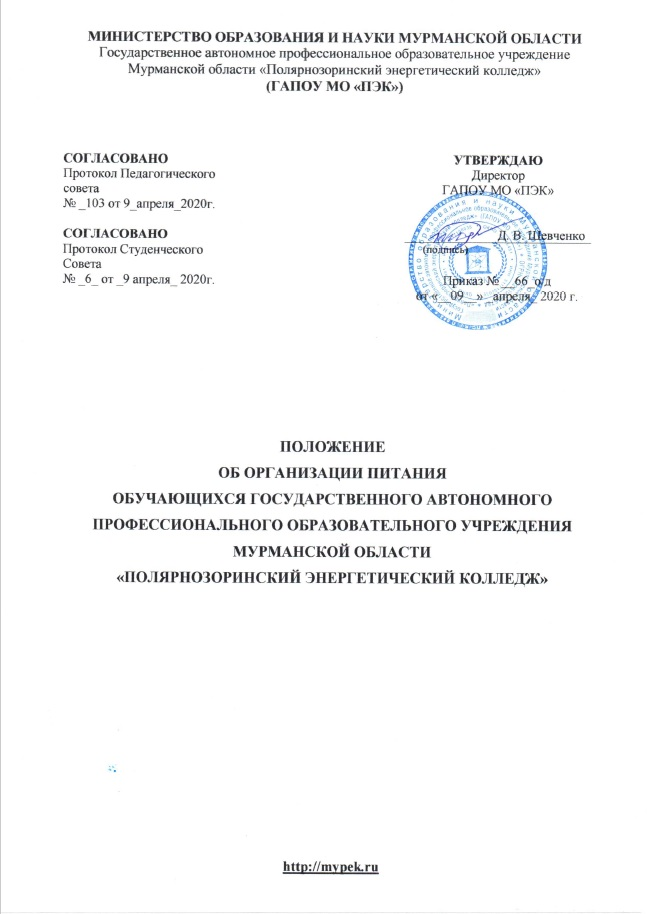 МИНИСТЕРСТВО ОБРАЗОВАНИЯ И НАУКИ МУРМАНСКОЙ ОБЛАСТИ
Государственное автономное профессиональное образовательное учреждение
Мурманской области «Полярнозоринский энергетический колледж»
(ГАПОУ МО «ПЭК»)
СОГЛАСОВАНО
Протокол Педагогического
совета
№ _103 от 9_апреля_2020г.
СОГЛАСОВАНО
Протокол Студенческого
Совета
№ _6_ от _9 апреля_ 2020г.
УТВЕРЖДАЮ
Директор
ГАПОУ МО «ПЭК»
Д. В. Шевченко
(подпись)
Приказ № __66 о/д
от «__09__»_ апреля_ 2020 г.
ПОЛОЖЕНИЕ
ОБ ОРГАНИЗАЦИИ ПИТАНИЯ
ОБУЧАЮЩИХСЯ ГОСУДАРСТВЕННОГО АВТОНОМНОГО
ПРОФЕССИОНАЛЬНОГО ОБРАЗОВАТЕЛЬНОГО УЧРЕЖДЕНИЯ
МУРМАНСКОЙ ОБЛАСТИ
«ПОЛЯРНОЗОРИНСКИЙ ЭНЕРГЕТИЧЕСКИЙ КОЛЛЕДЖ»
http://mypek.ru